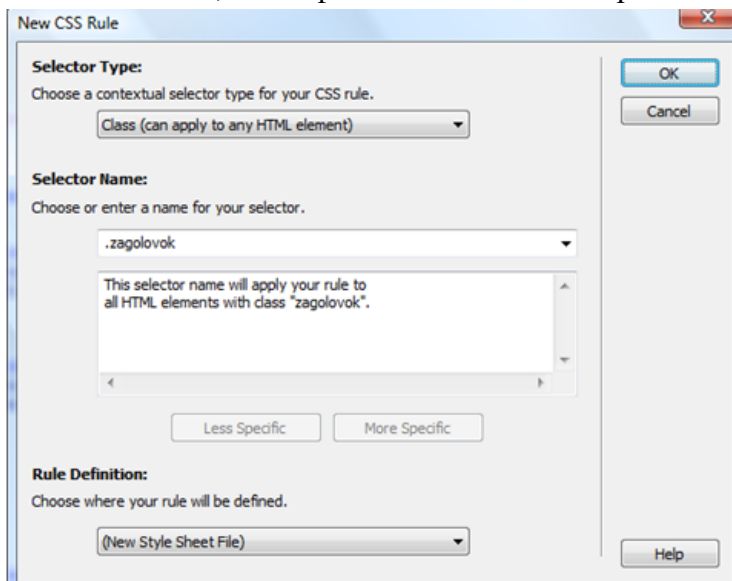 New CSS Rule
Selector Type:
Choose a contextual selector type for your CSS rule.
Class (can apply to any HTML element)
OK
Cancel
Selector Name:
Choose or enter a name for your selector.
.zagolovok
This selector name will apply your rule to
all HTML elements with class "zagolovok".
Less Specific
More Specific
Rule Definition:
Choose where your rule will be defined.
(New Style Sheet File)
Help